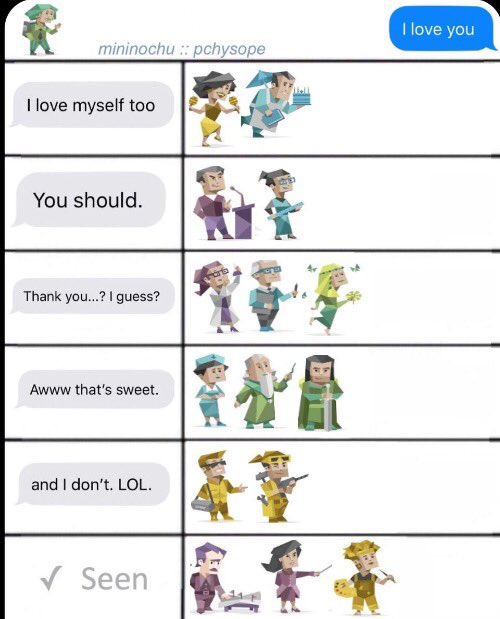 I love you
mininochu :: pchysope
I love myself too
You should.
Thank you...? I guess?
Awww that's sweet.
and I don't. LOL.
✓ Seen